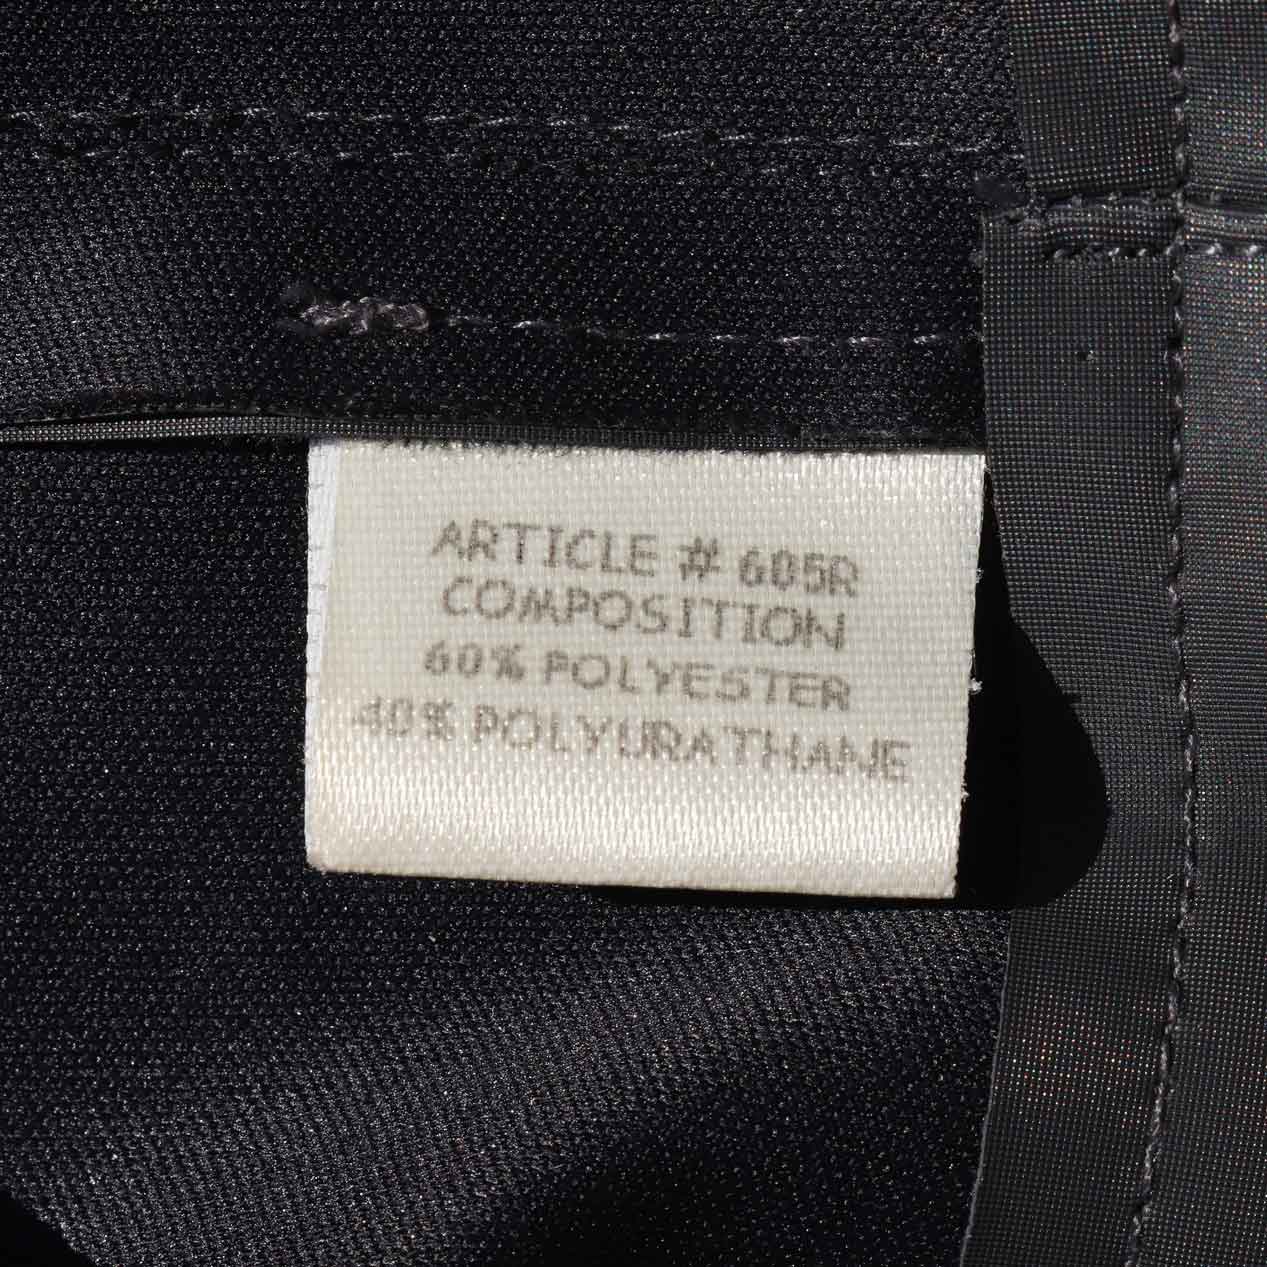 ARTICLE # 605R
COMPOSITION
60% POLYESTER
40% POLYURATHANE